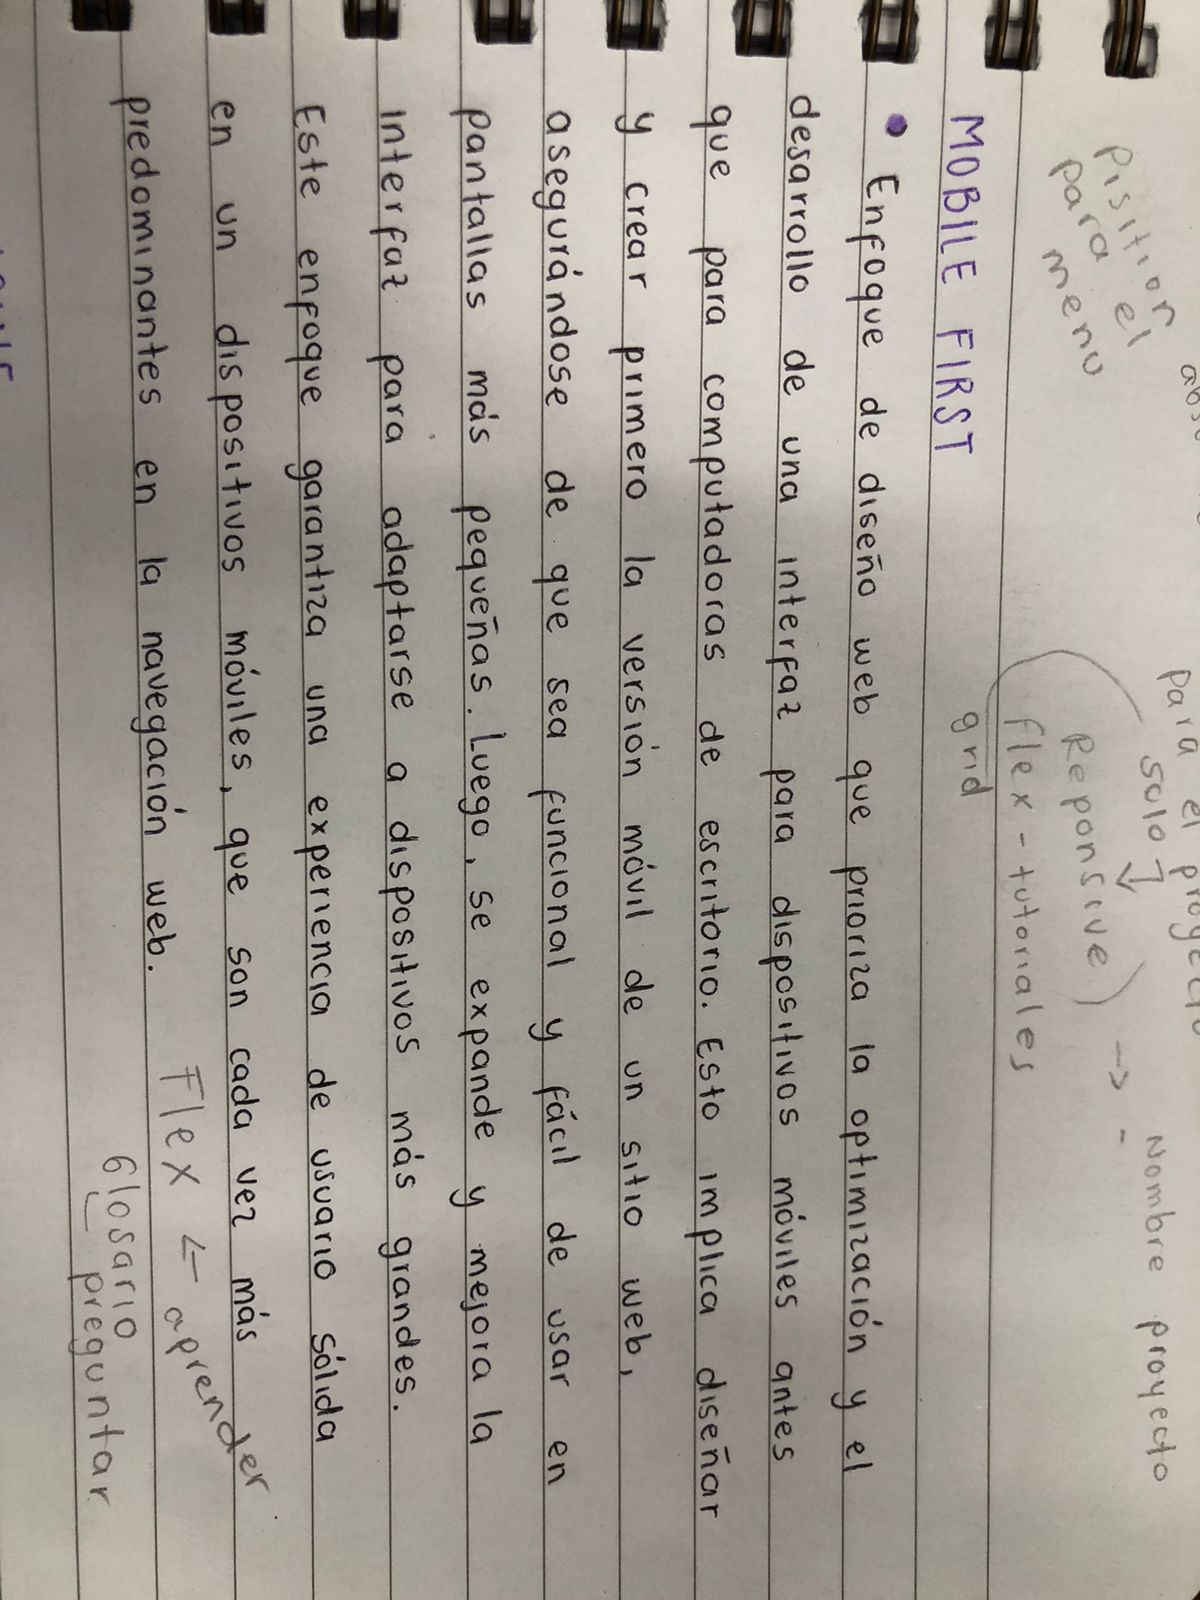 para el proyecto
solo
Nombre proyecto
Pisitior
para el
menu
Reponsive
flex - tutoriales
grid
MOBILE FIRST
• Enfoque de diseño web que prioriza la optimización y el
desarrollo de una interfaz para dispositivos móviles antes
que para computadoras de escritorio. Esto implica diseñar
y crear primero la versión móvil de un sitio web,
asegurándose de que sea funcional y fácil de usar en
pantallas más pequeñas. Luego, se expande y mejora la
interfaz para adaptarse a dispositivos más grandes.
Este enfoque garantiza una experiencia de usuario sólida
en un dispositivos móviles, que son cada vez más
predominantes en la navegación web.
Flex ← aprender
Glosario
preguntar